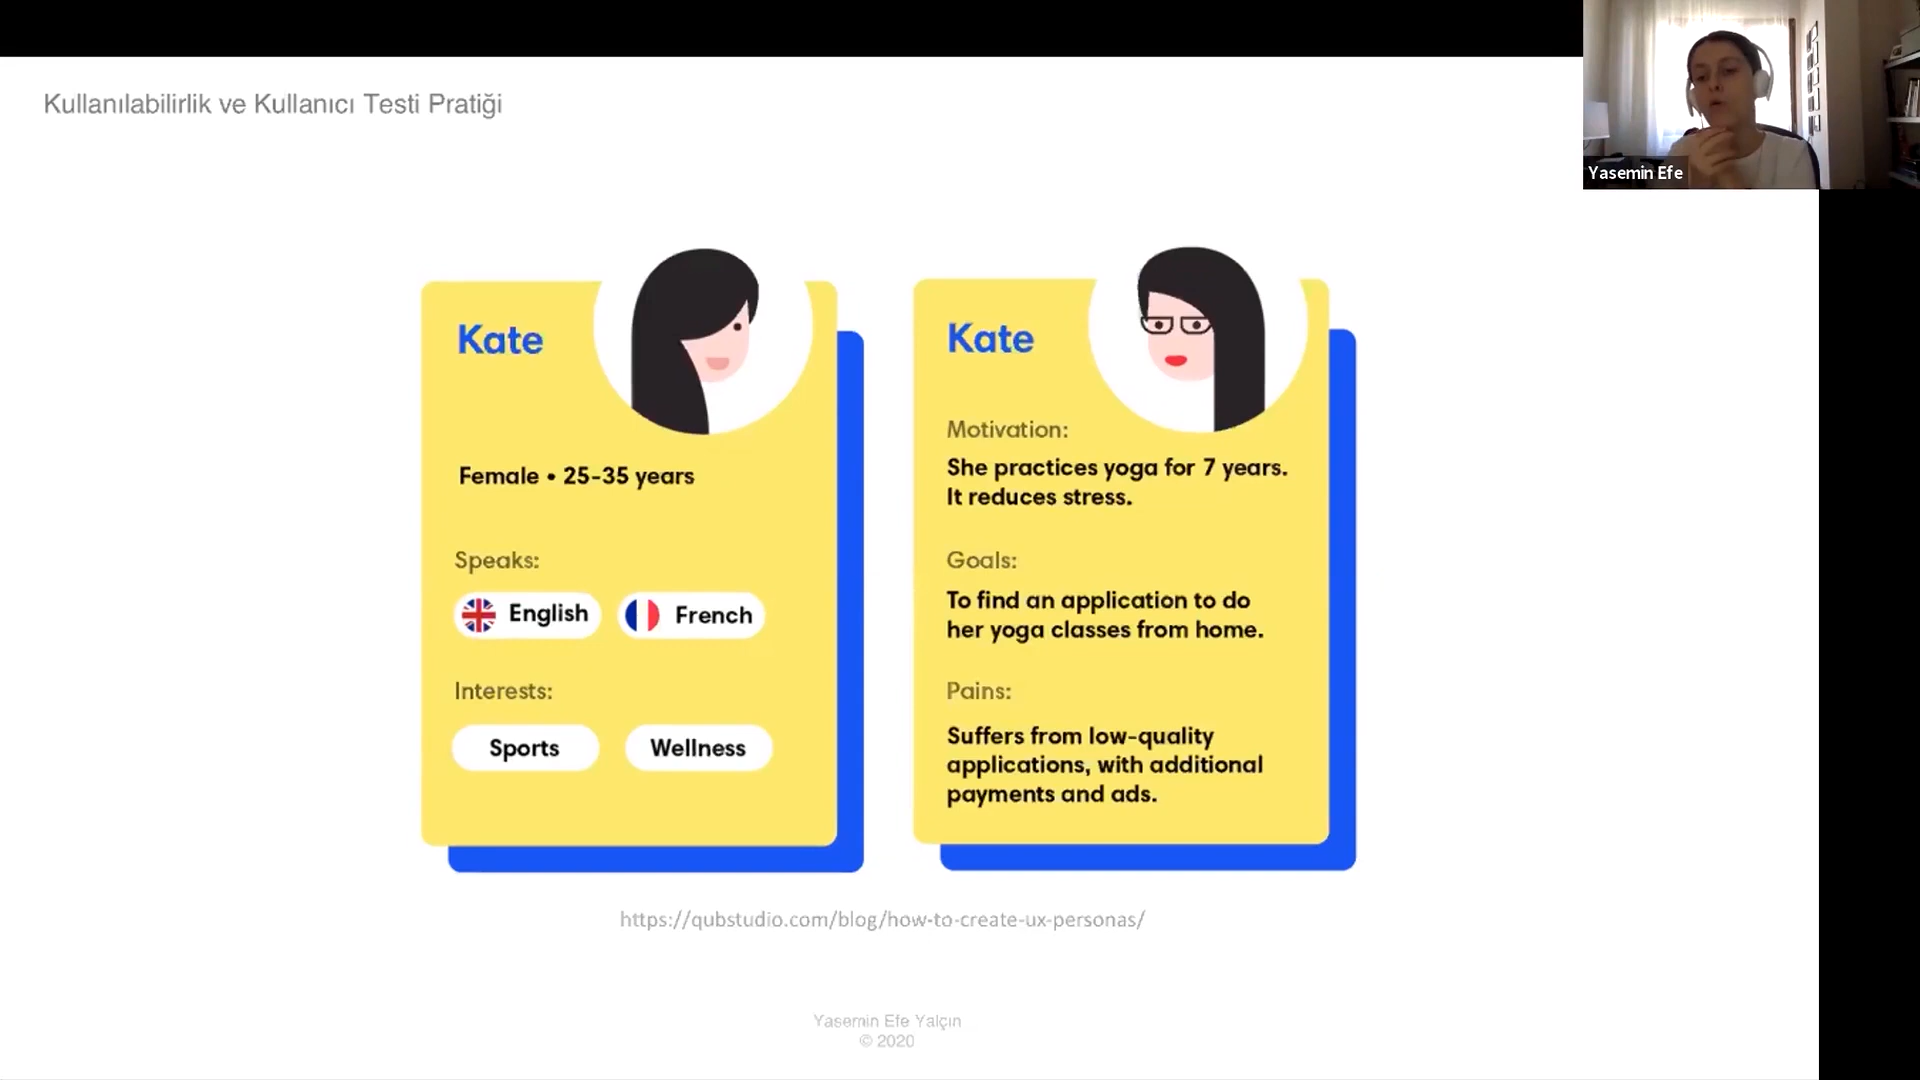 Kullanılabilirlik ve Kullanıcı Testi Pratiği
Yasemin Efe
Kate
Female • 25-35 years
Speaks:
English
French
Interests:
Sports
Wellness
Kate
Motivation:
She practices yoga for 7 years.
It reduces stress.
Goals:
To find an application to do
her yoga classes from home.
Pains:
Suffers from low-quality
applications, with additional
payments and ads.
https://qubstudio.com/blog/how-to-create-ux-personas/
Yasemin Efe Yalçın
© 2020